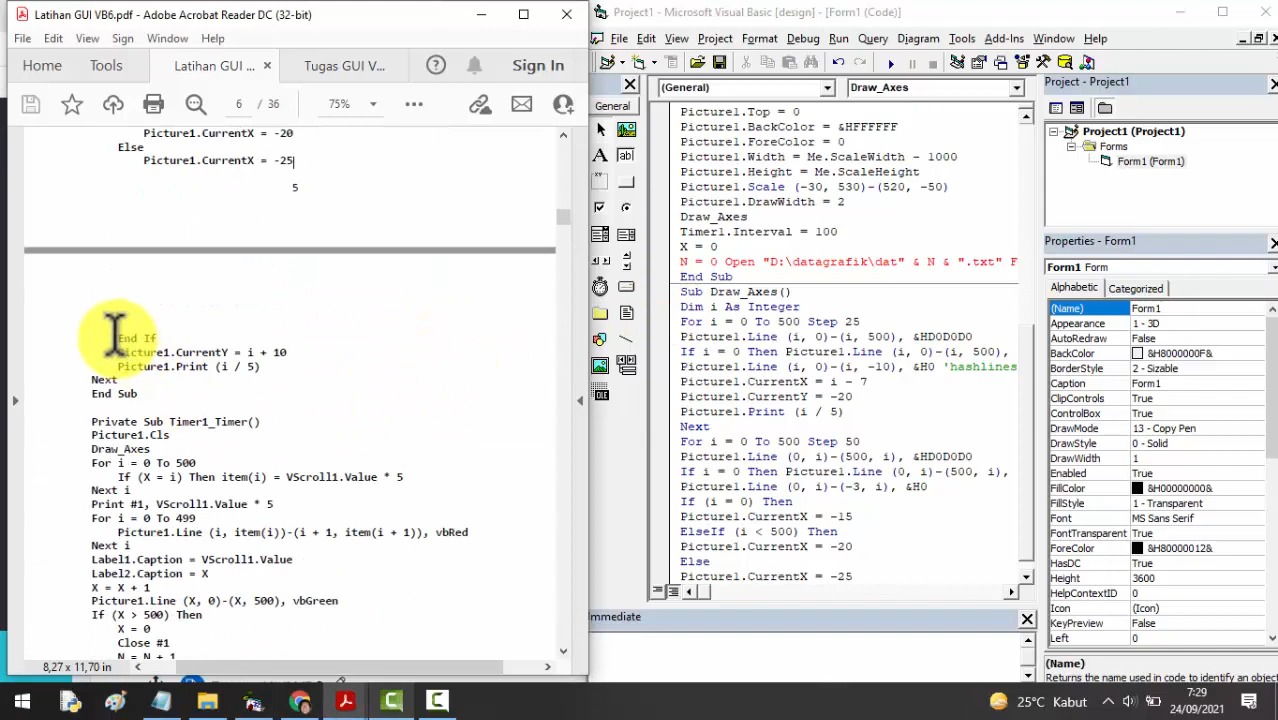 Latihan GUI VB6.pdf - Adobe Acrobat Reader DC (32-bit)
File Edit View Sign Window Help
Home Tools Latihan GUI ... × Tugas GUI V... Sign In
6 / 36 75%
Picture1.CurrentX = -20
Else
Picture1.CurrentX = -25
5
End If
Picture1.CurrentY = i + 10
Picture1.Print (i / 5)
Next
End Sub
Private Sub Timer1_Timer()
Picture1.Cls
Draw_Axes
For i = 0 To 500
If (X = i) Then item(i) = VScroll1.Value * 5
Next i
Print #1, VScroll1.Value * 5
For i = 0 To 499
Picture1.Line (i, item(i))-(i + 1, item(i + 1)), vbRed
Next i
Label1.Caption = VScroll1.Value
Label2.Caption = X
X = X + 1
Picture1.Line (X, 0)-(X, 500), vbGreen
If (X > 500) Then
X = 0
Close #1
N = N + 1
8,27 x 11,70 in
Project1 - Microsoft Visual Basic [design] - [Form1 (Code)]
File Edit View Project Format Debug Run Query Diagram Tools Add-Ins Window Help
General
(General) Draw_Axes
Picture1.Top = 0
Picture1.BackColor = &HFFFFFF
Picture1.ForeColor = 0
Picture1.Width = Me.ScaleWidth - 1000
Picture1.Height = Me.ScaleHeight
Picture1.Scale (-30, 530)-(520, -50)
Picture1.DrawWidth = 2
Draw_Axes
Timer1.Interval = 100
X = 0
N = 0 Open "D:\datagrafik\dat" & N & ".txt" F
End Sub
Sub Draw_Axes()
Dim i As Integer
For i = 0 To 500 Step 25
Picture1.Line (i, 0)-(i, 500), &HD0D0D0
If i = 0 Then Picture1.Line (i, 0)-(i, 500),
Picture1.Line (i, 0)-(i, -10), &H0 'hashlines
Picture1.CurrentX = i - 7
Picture1.CurrentY = -20
Picture1.Print (i / 5)
Next
For i = 0 To 500 Step 50
Picture1.Line (0, i)-(500, i), &HD0D0D0
If i = 0 Then Picture1.Line (0, i)-(500, i),
Picture1.Line (0, i)-(-3, i), &H0
If (i = 0) Then
Picture1.CurrentX = -15
ElseIf (i < 500) Then
Picture1.CurrentX = -20
Else
Picture1.CurrentX = -25
Immediate
Project - Project1
Project1 (Project1)
Forms
Form1 (Form1)
Properties - Form1
Form1 Form
Alphabetic Categorized
(Name) Form1
Appearance 1 - 3D
AutoRedraw False
BackColor &H8000000F&
BorderStyle 2 - Sizable
Caption Form1
ClipControls True
ControlBox True
DrawMode 13 - Copy Pen
DrawStyle 0 - Solid
DrawWidth 1
Enabled True
FillColor &H00000000&
FillStyle 1 - Transparent
Font MS Sans Serif
FontTransparent True
ForeColor &H80000012&
HasDC True
Height 3600
HelpContextID 0
Icon (Icon)
KeyPreview False
Left 0
(Name)
Returns the name used in code to identify an object.
25°C Kabut
7:29
24/09/2021